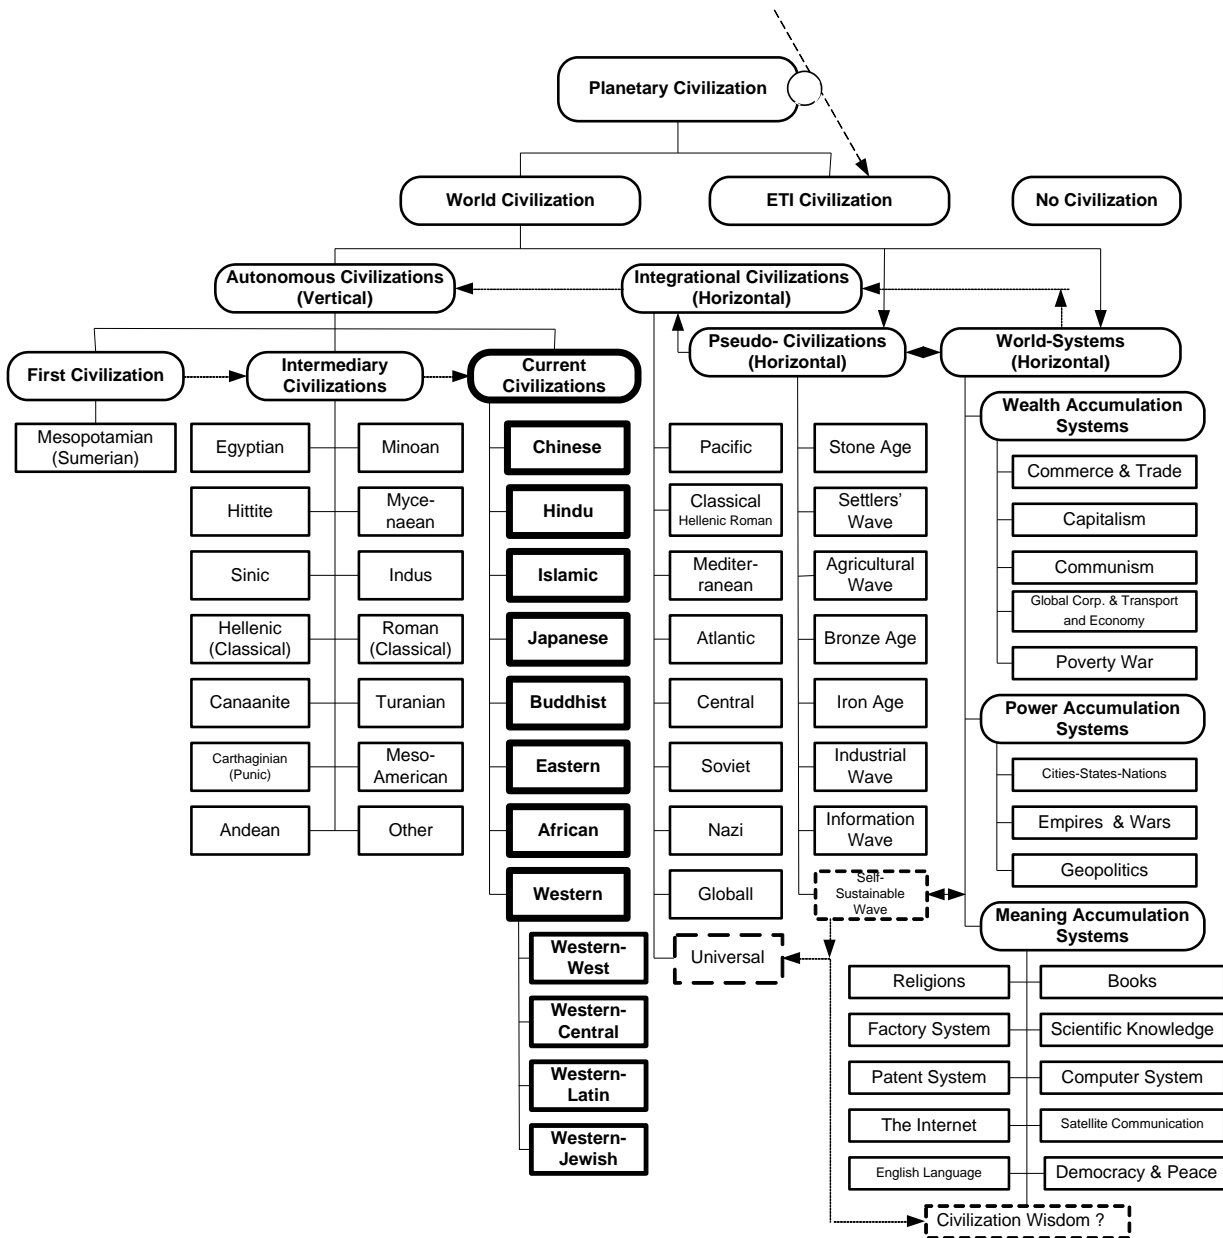 Planetary Civilization
World Civilization
ETI Civilization
No Civilization
Autonomous Civilizations
(Vertical)
Integrational Civilizations
(Horizontal)
Pseudo- Civilizations
(Horizontal)
World-Systems
(Horizontal)
First Civilization
Intermediary
Civilizations
Current
Civilizations
Mesopotamian
(Sumerian)
Egyptian
Minoan
Hittite
Myce-
naean
Sinic
Indus
Hellenic
(Classical)
Roman
(Classical)
Canaanite
Turanian
Carthaginian
(Punic)
Meso-
American
Andean
Other
Chinese
Hindu
Islamic
Japanese
Buddhist
Eastern
African
Western
Western-
West
Western-
Central
Western-
Latin
Western-
Jewish
Pacific
Classical
Hellenic Roman
Mediter-
ranean
Atlantic
Central
Soviet
Nazi
Globall
Universal
Stone Age
Settlers'
Wave
Agricultural
Wave
Bronze Age
Iron Age
Industrial
Wave
Information
Wave
Self-
Sustainable
Wave
Wealth Accumulation
Systems
Commerce & Trade
Capitalism
Communism
Global Corp. & Transport
and Economy
Poverty War
Power Accumulation
Systems
Cities-States-Nations
Empires & Wars
Geopolitics
Meaning Accumulation
Systems
Religions
Books
Factory System
Scientific Knowledge
Patent System
Computer System
The Internet
Satellite Communication
English Language
Democracy & Peace
Civilization Wisdom ?